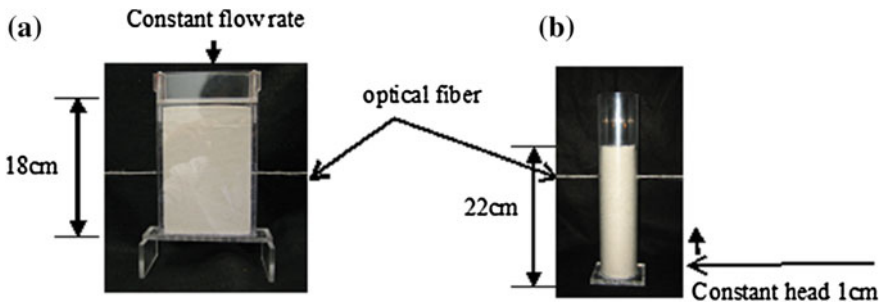 (a)
Constant flow rate
18cm
optical fiber
(b)
22cm
Constant head 1cm